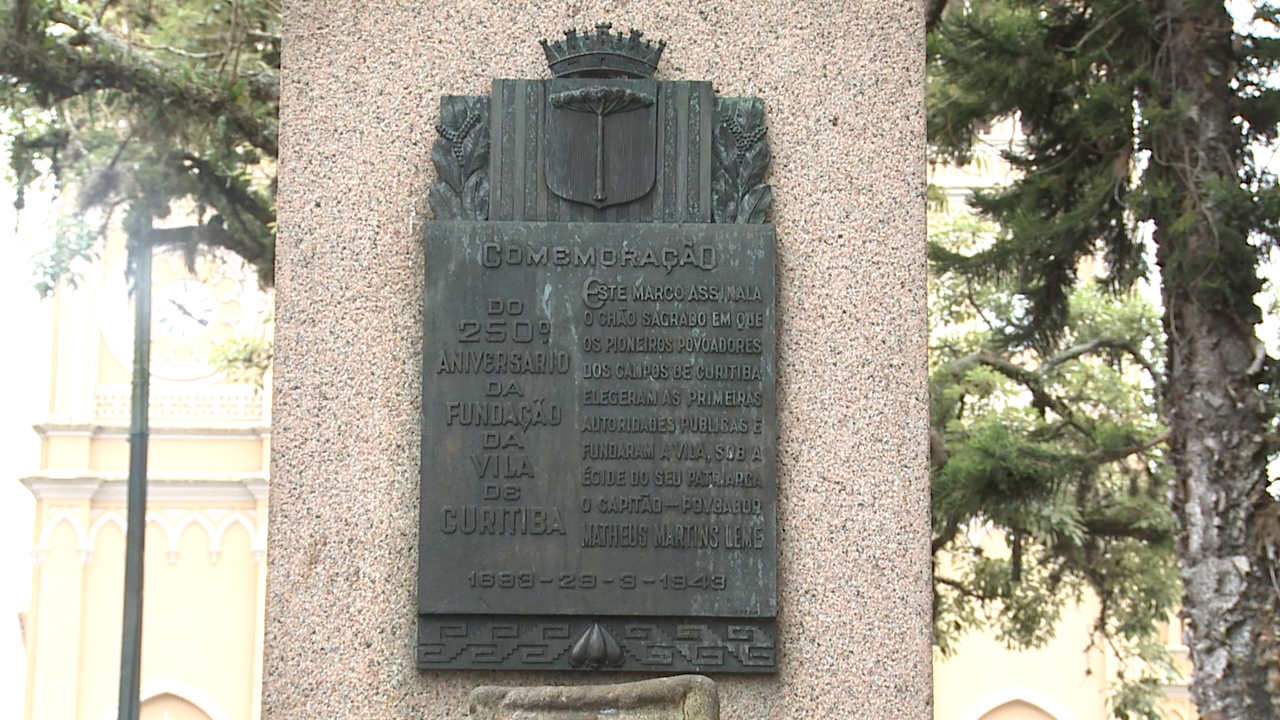 COMEMORAÇÃO
DO
250º
ANIVERSARIO
DA
FUNDAÇÃO
DA
VILA
DE
CURITIBA
ESTE MARCO ASSINALA
O CHÃO SAGRADO EM QUE
OS PIONEIROS POVOADORES
DOS CAMPOS DE CURITIBA
ELEGERAM AS PRIMEIRAS
AUTORIDADES PUBLICAS E
FUNDARAM A VILA, SOB A
ÉGIDE DO SEU PATRIARCA
O CAPITÃO-POVOADOR
MATHEUS MARTINS LEME
1693-29-3-1943